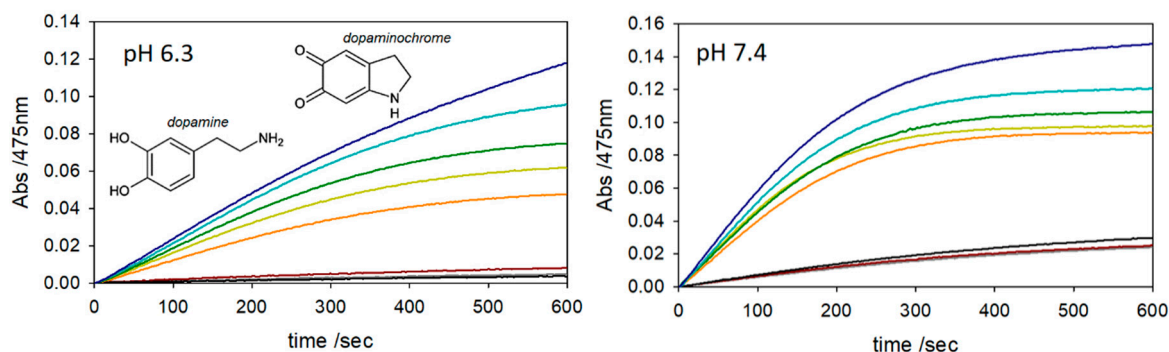 pH 6.3
dopaminochrome
O
O
N
H
dopamine
HO
HO
NH2
Abs /475nm
0.14
0.12
0.10
0.08
0.06
0.04
0.02
0.00
0 100 200 300 400 500 600
time /sec
pH 7.4
Abs /475nm
0.16
0.14
0.12
0.10
0.08
0.06
0.04
0.02
0.00
0 100 200 300 400 500 600
time /sec